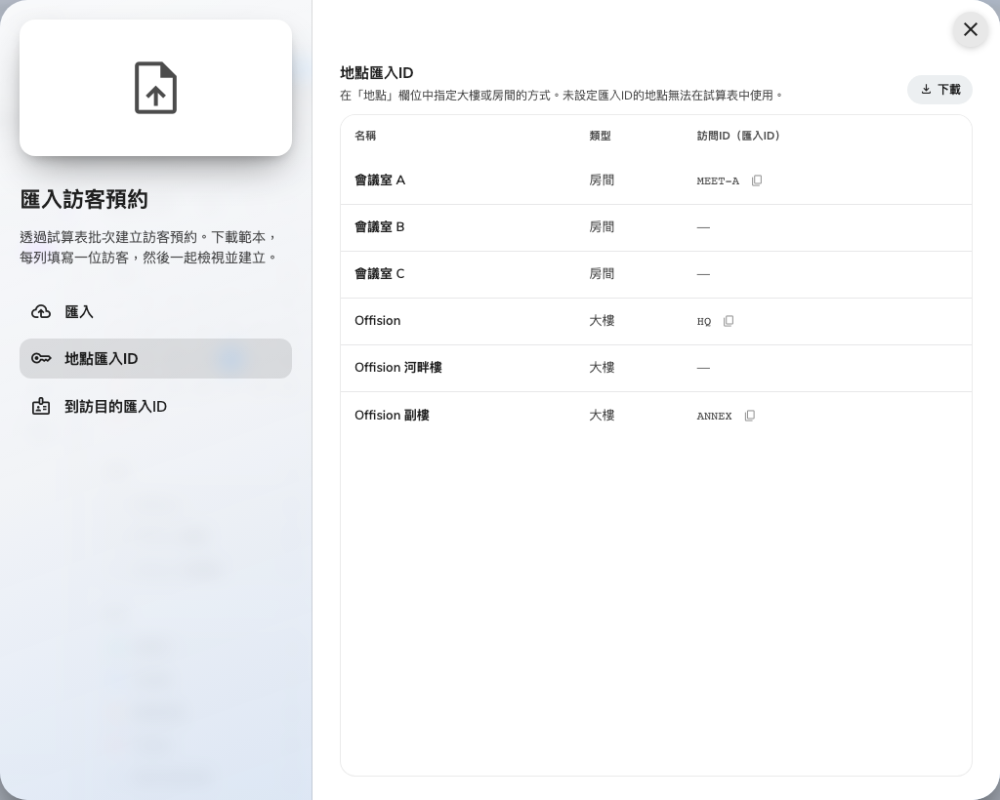 匯入訪客預約
透過試算表批次建立訪客預約。下載範本，
每列填寫一位訪客，然後一起檢視並建立。
匯入
地點匯入ID
到訪目的匯入ID
地點匯入ID
在「地點」欄位中指定大樓或房間的方式。未設定匯入ID的地點無法在試算表中使用。
下載
名稱 類型 訪問ID（匯入ID）
會議室 A 房間 MEET-A
會議室 B 房間 —
會議室 C 房間 —
Offision 大樓 HQ
Offision 河畔樓 大樓 —
Offision 副樓 大樓 ANNEX